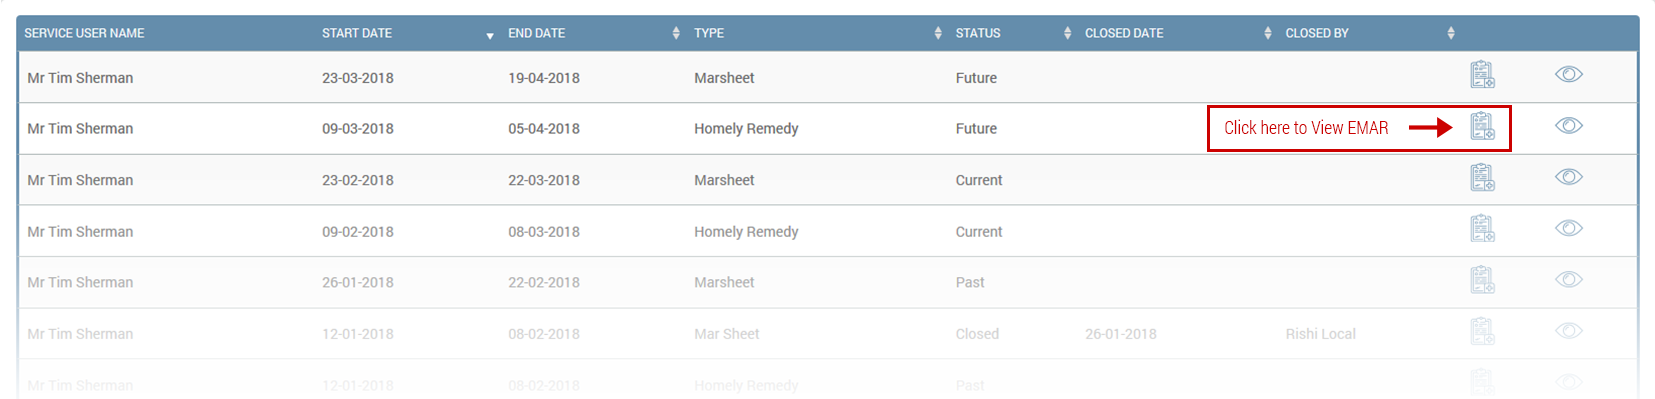 SERVICE USER NAME START DATE END DATE TYPE STATUS CLOSED DATE CLOSED BY
Mr Tim Sherman 23-03-2018 19-04-2018 Marsheet Future
Mr Tim Sherman 09-03-2018 05-04-2018 Homely Remedy Future Click here to View EMAR
Mr Tim Sherman 23-02-2018 22-03-2018 Marsheet Current
Mr Tim Sherman 09-02-2018 08-03-2018 Homely Remedy Current
Mr Tim Sherman 26-01-2018 22-02-2018 Marsheet Past
Mr Tim Sherman 12-01-2018 08-02-2018 Mar Sheet Closed 26-01-2018 Rishi Local
Mr Tim Sherman 12-01-2018 08-02-2018 Homely Remedy Past